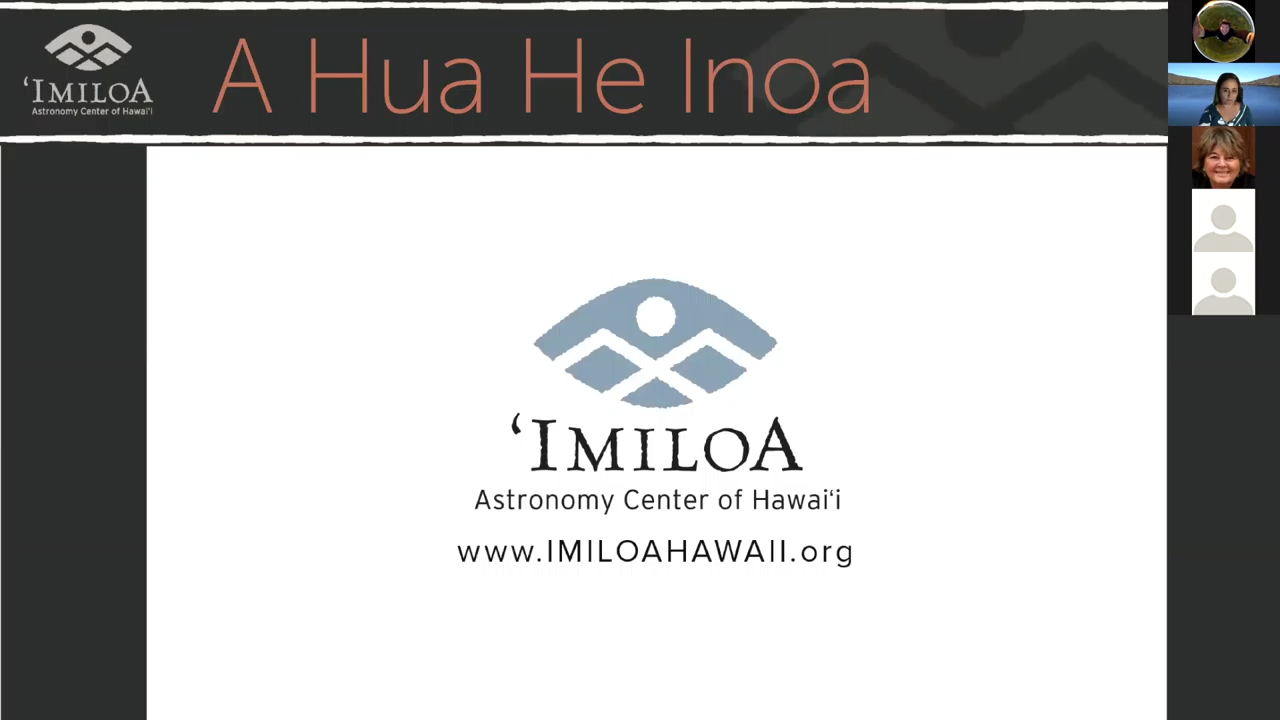 ʻIMILOA
Astronomy Center of Hawaiʻi
A Hua He Inoa
ʻIMILOA
Astronomy Center of Hawaiʻi
www.IMILOAHAWAII.org